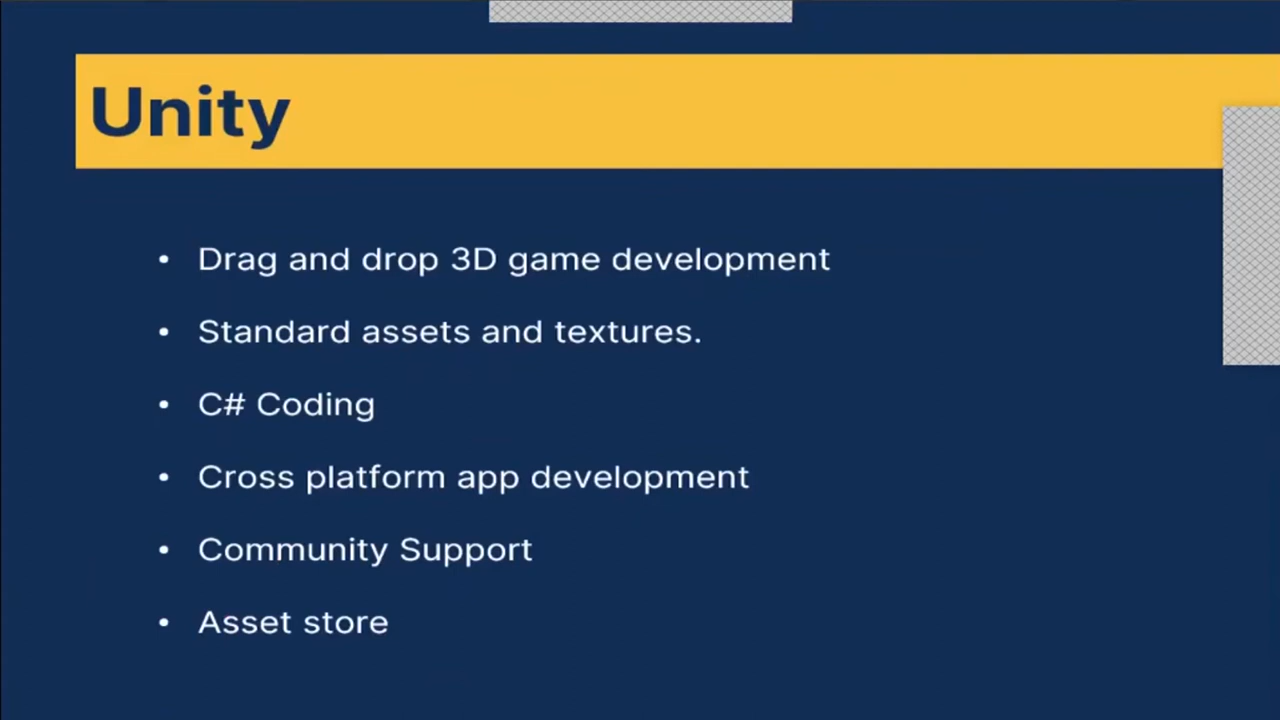 Unity
• Drag and drop 3D game development
• Standard assets and textures.
• C# Coding
• Cross platform app development
• Community Support
• Asset store